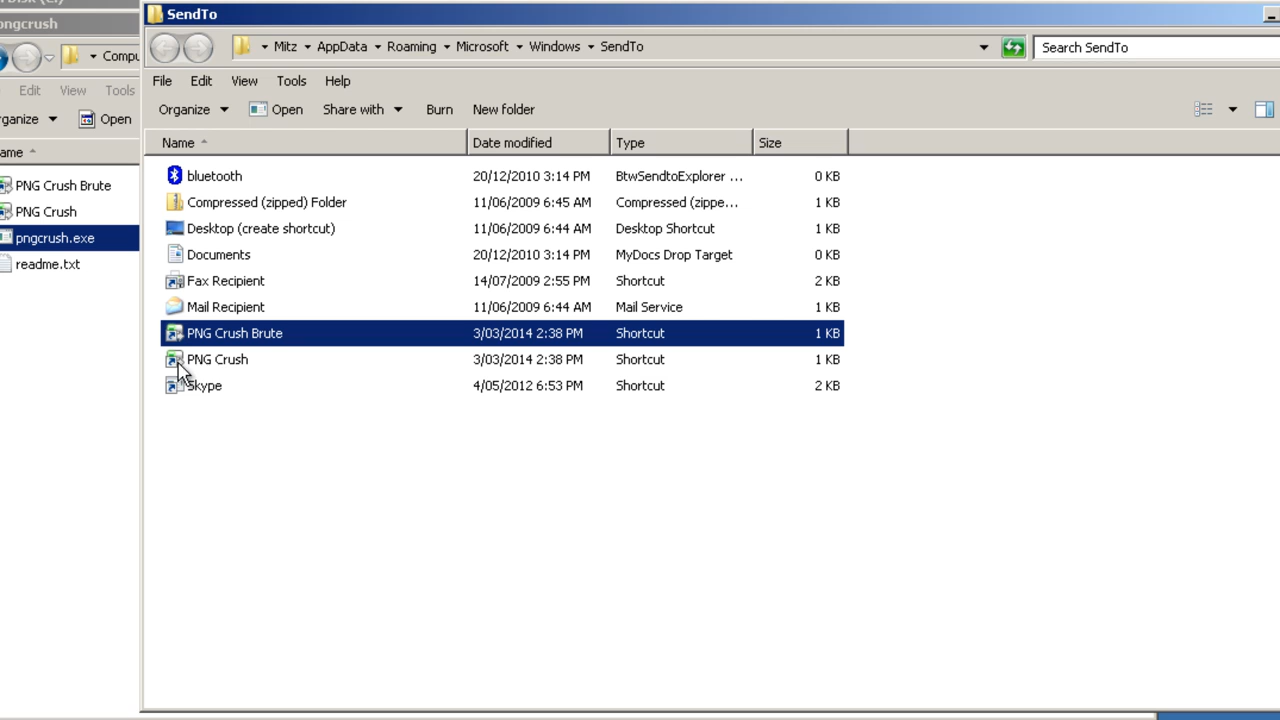 SendTo
Mitz AppData Roaming Microsoft Windows SendTo
Search SendTo
File Edit View Tools Help
Organize Open Share with Burn New folder
Name Date modified Type Size
bluetooth 20/12/2010 3:14 PM BtwSendtoExplorer ... 0 KB
Compressed (zipped) Folder 11/06/2009 6:45 AM Compressed (zippe... 1 KB
Desktop (create shortcut) 11/06/2009 6:44 AM Desktop Shortcut 1 KB
Documents 20/12/2010 3:14 PM MyDocs Drop Target 0 KB
Fax Recipient 14/07/2009 2:55 PM Shortcut 2 KB
Mail Recipient 11/06/2009 6:44 AM Mail Service 1 KB
PNG Crush Brute 3/03/2014 2:38 PM Shortcut 1 KB
PNG Crush 3/03/2014 2:38 PM Shortcut 1 KB
Skype 4/05/2012 6:53 PM Shortcut 2 KB
ongcrush
Compu
Edit View Tools
ganize Open
ame
PNG Crush Brute
PNG Crush
pngcrush.exe
readme.txt